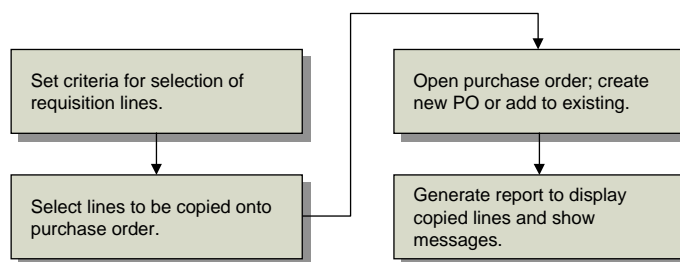 Set criteria for selection of
requisition lines.
Select lines to be copied onto
purchase order.
Open purchase order; create
new PO or add to existing.
Generate report to display
copied lines and show
messages.